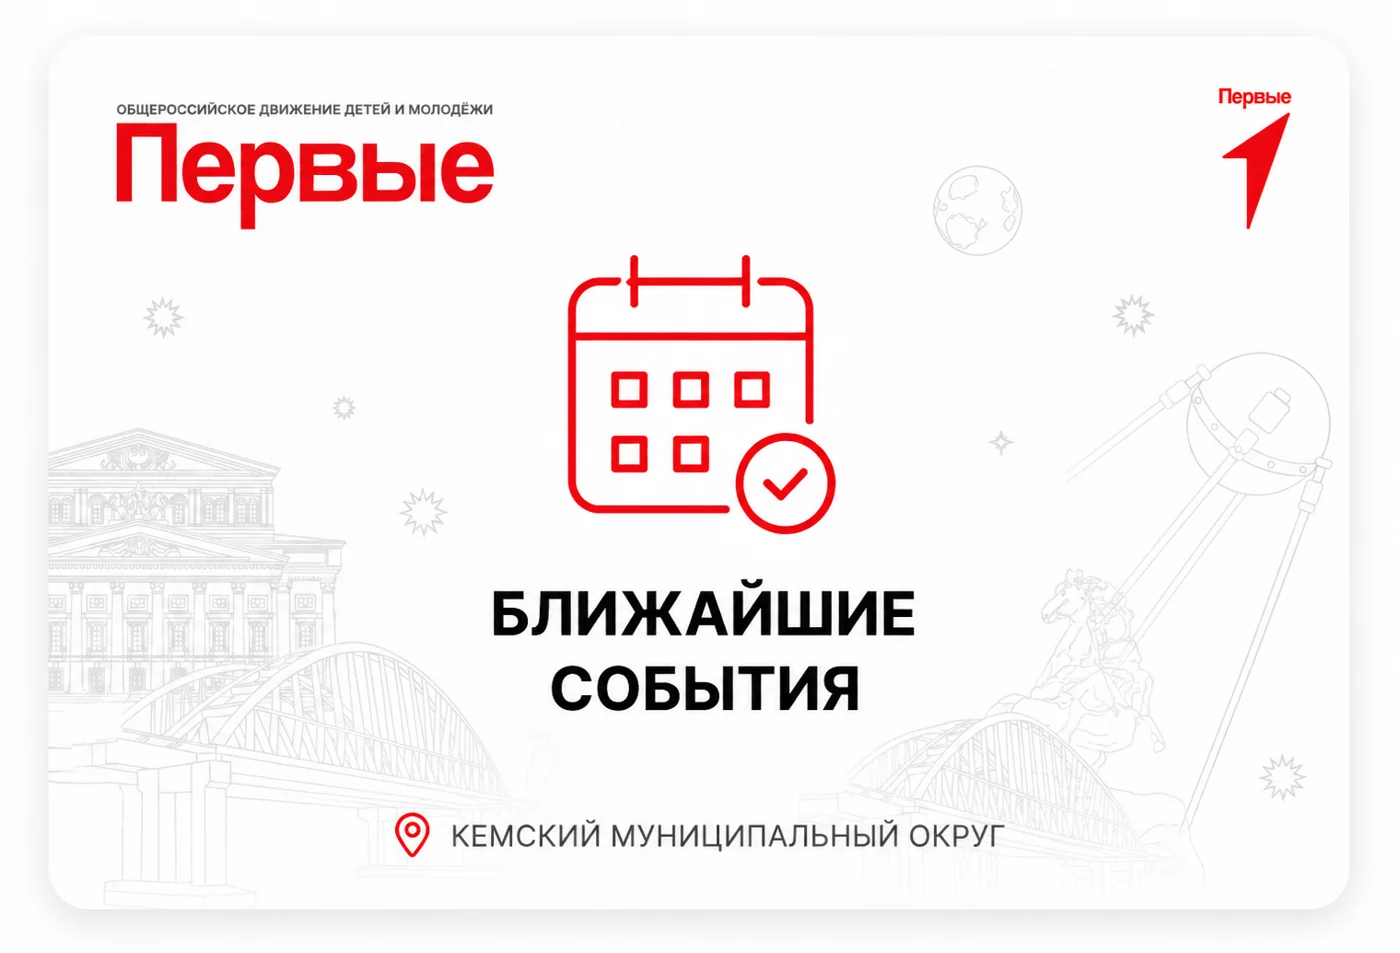 ОБЩЕРОССИЙСКОЕ ДВИЖЕНИЕ ДЕТЕЙ И МОЛОДЁЖИ
Первые
Первые
БЛИЖАЙШИЕ
СОБЫТИЯ
КЕМСКИЙ МУНИЦИПАЛЬНЫЙ ОКРУГ